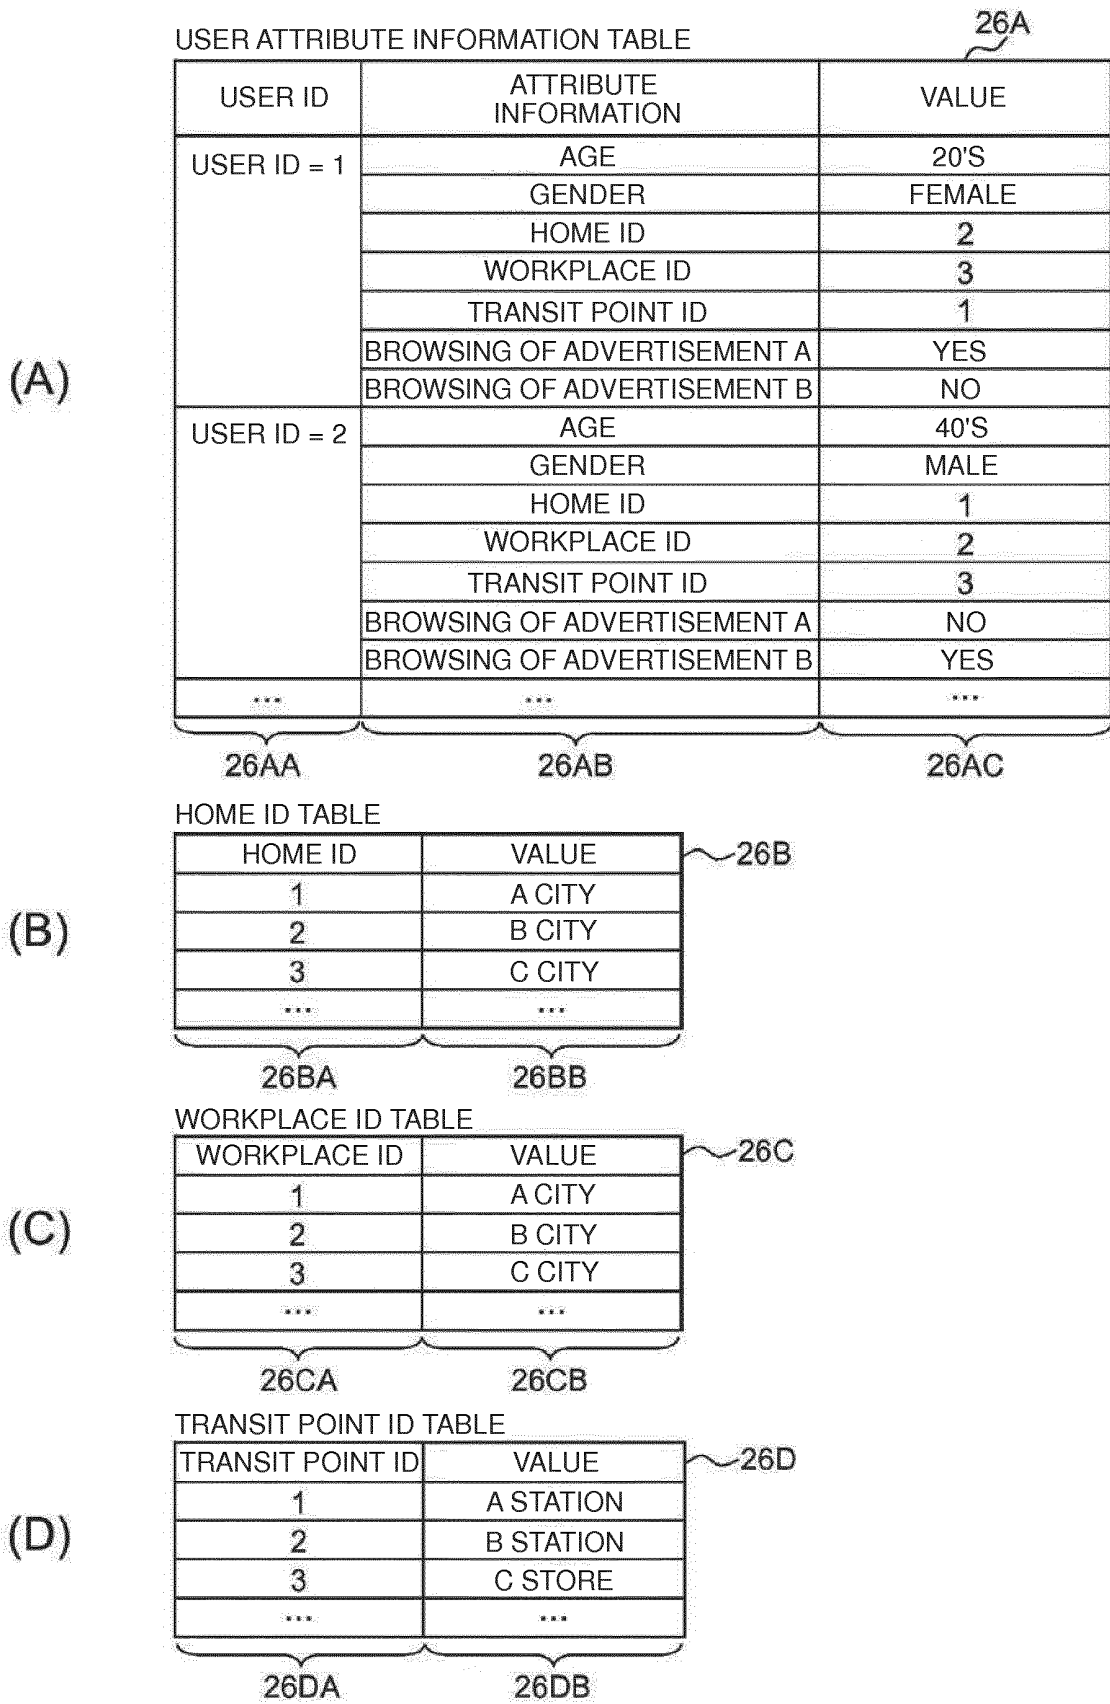 USER ATTRIBUTE INFORMATION TABLE
26A
USER ID ATTRIBUTE INFORMATION VALUE
(A)
USER ID = 1 AGE 20'S
GENDER FEMALE
HOME ID 2
WORKPLACE ID 3
TRANSIT POINT ID 1
BROWSING OF ADVERTISEMENT A YES
BROWSING OF ADVERTISEMENT B NO
USER ID = 2 AGE 40'S
GENDER MALE
HOME ID 1
WORKPLACE ID 2
TRANSIT POINT ID 3
BROWSING OF ADVERTISEMENT A NO
BROWSING OF ADVERTISEMENT B YES
... ... ...
26AA 26AB 26AC
HOME ID TABLE
HOME ID VALUE 26B
(B)
1 A CITY
2 B CITY
3 C CITY
... ...
26BA 26BB
WORKPLACE ID TABLE
WORKPLACE ID VALUE 26C
(C)
1 A CITY
2 B CITY
3 C CITY
... ...
26CA 26CB
TRANSIT POINT ID TABLE
TRANSIT POINT ID VALUE 26D
(D)
1 A STATION
2 B STATION
3 C STORE
... ...
26DA 26DB